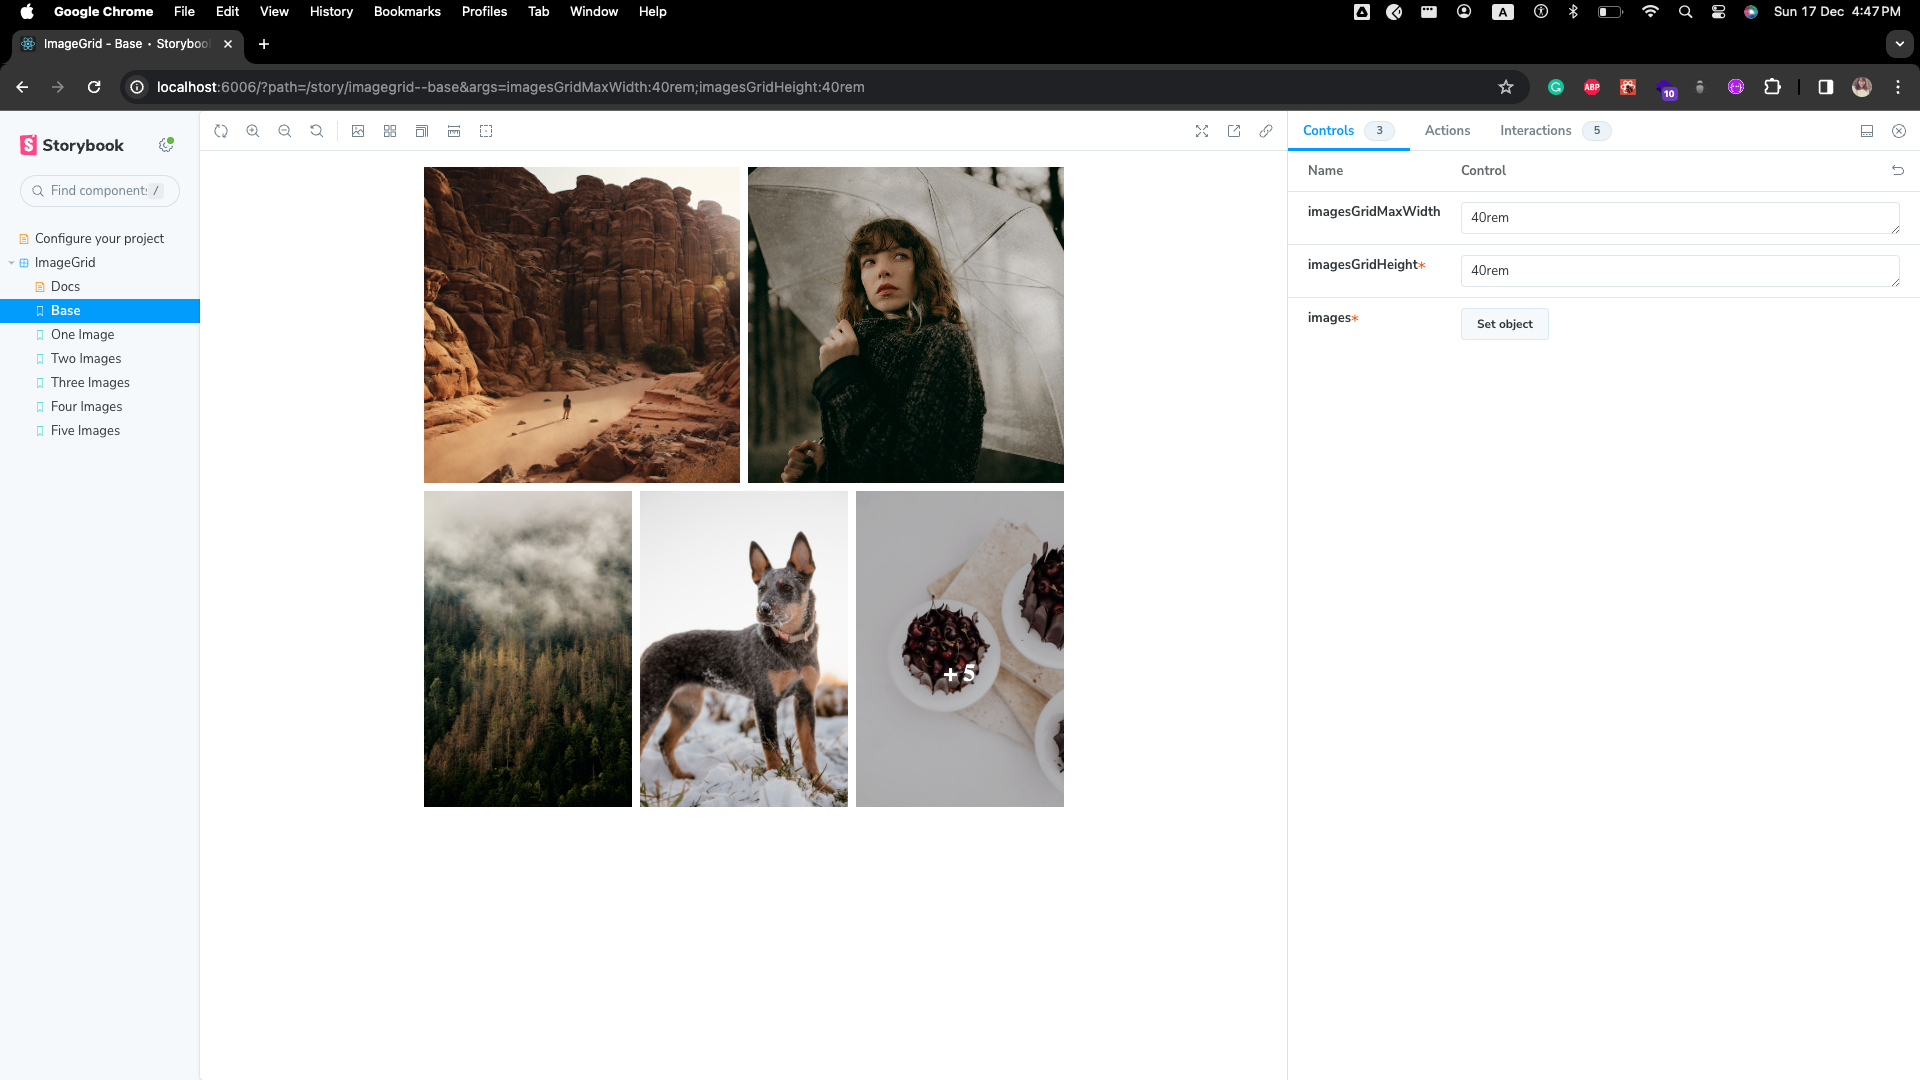 Google Chrome File Edit View History Bookmarks Profiles Tab Window Help
A
Sun 17 Dec 4:47 PM
ImageGrid - Base • Storyboo
localhost:6006/?path=/story/imagegrid--base&args=imagesGridMaxWidth:40rem;imagesGridHeight:40rem
ABP
10
Storybook
Find components /
Configure your project
ImageGrid
Docs
Base
One Image
Two Images
Three Images
Four Images
Five Images
+ 5
Controls 3 Actions Interactions 5
Name Control
imagesGridMaxWidth 40rem
imagesGridHeight* 40rem
images* Set object